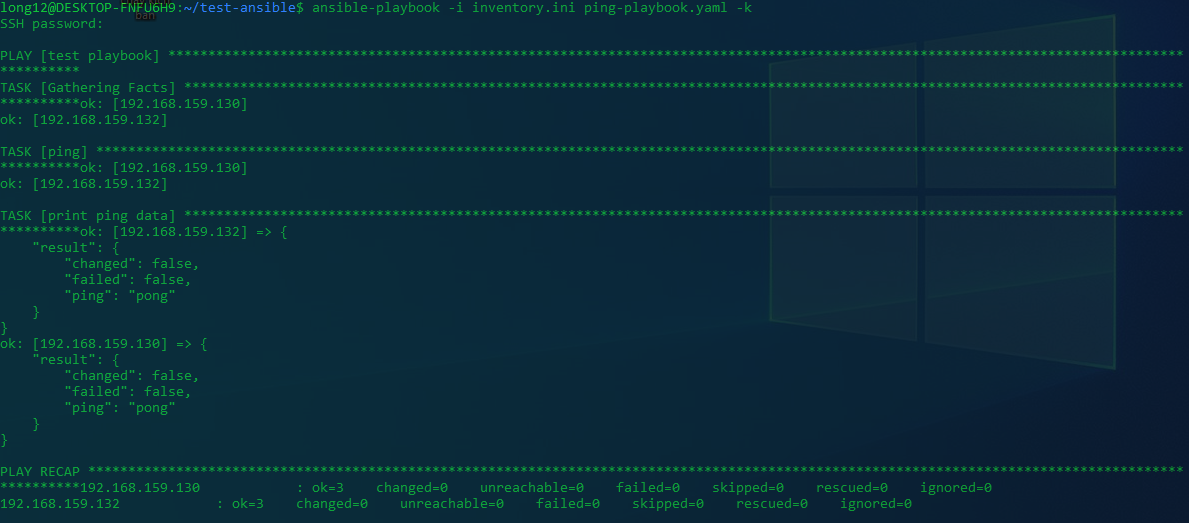 long12@DESKTOP-FNFU6H9:~/test-ansible$ ansible-playbook -i inventory.ini ping-playbook.yaml -k
SSH password:
PLAY [test playbook] *******************************************************************************************************************************
**********
TASK [Gathering Facts] *****************************************************************************************************************************
**********ok: [192.168.159.130]
ok: [192.168.159.132]
TASK [ping] ****************************************************************************************************************************************
**********ok: [192.168.159.130]
ok: [192.168.159.132]
TASK [print ping data] *****************************************************************************************************************************
**********ok: [192.168.159.132] => {
    "result": {
        "changed": false,
        "failed": false,
        "ping": "pong"
    }
}
ok: [192.168.159.130] => {
    "result": {
        "changed": false,
        "failed": false,
        "ping": "pong"
    }
}
PLAY RECAP *****************************************************************************************************************************************
**********192.168.159.130            : ok=3    changed=0    unreachable=0    failed=0    skipped=0    rescued=0    ignored=0
192.168.159.132            : ok=3    changed=0    unreachable=0    failed=0    skipped=0    rescued=0    ignored=0